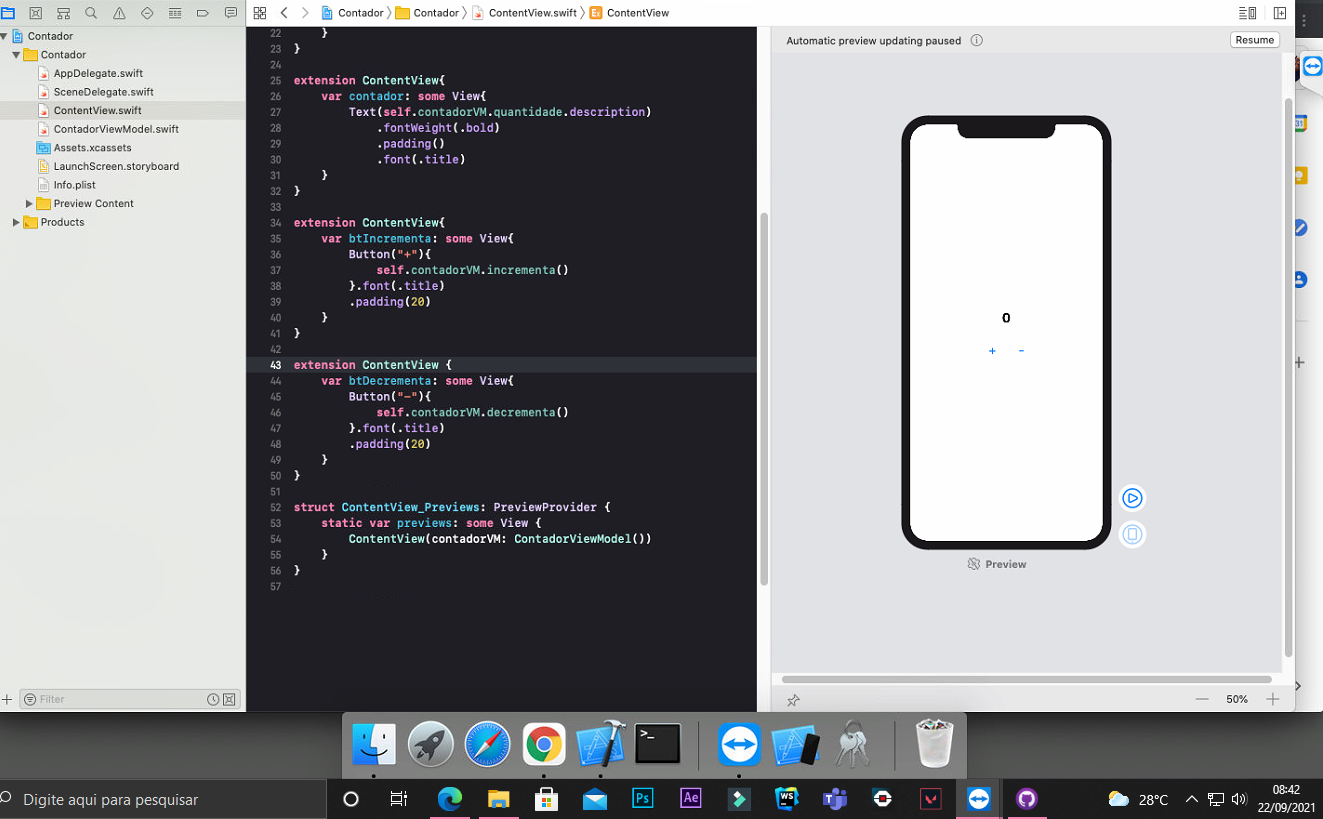 Contador
Contador
AppDelegate.swift
SceneDelegate.swift
ContentView.swift
ContadorViewModel.swift
Assets.xcassets
LaunchScreen.storyboard
Info.plist
Preview Content
Products
Filter
Contador Contador ContentView.swift Ex ContentView
22 }
23 }
24
25 extension ContentView{
26 var contador: some View{
27 Text(self.contadorVM.quantidade.description)
28 .fontWeight(.bold)
29 .padding()
30 .font(.title)
31 }
32 }
33
34 extension ContentView{
35 var btIncrementa: some View{
36 Button("+"){
37 self.contadorVM.incrementa()
38 }.font(.title)
39 .padding(20)
40 }
41 }
42
43 extension ContentView {
44 var btDecrementa: some View{
45 Button("-"){
46 self.contadorVM.decrementa()
47 }.font(.title)
48 .padding(20)
49 }
50 }
51
52 struct ContentView_Previews: PreviewProvider {
53 static var previews: some View {
54 ContentView(contadorVM: ContadorViewModel())
55 }
56 }
57
Automatic preview updating paused
Resume
0
+ -
Preview
50%
31
>_
Digite aqui para pesquisar
Ps
Ae
WS
28°C
08:42
22/09/2021